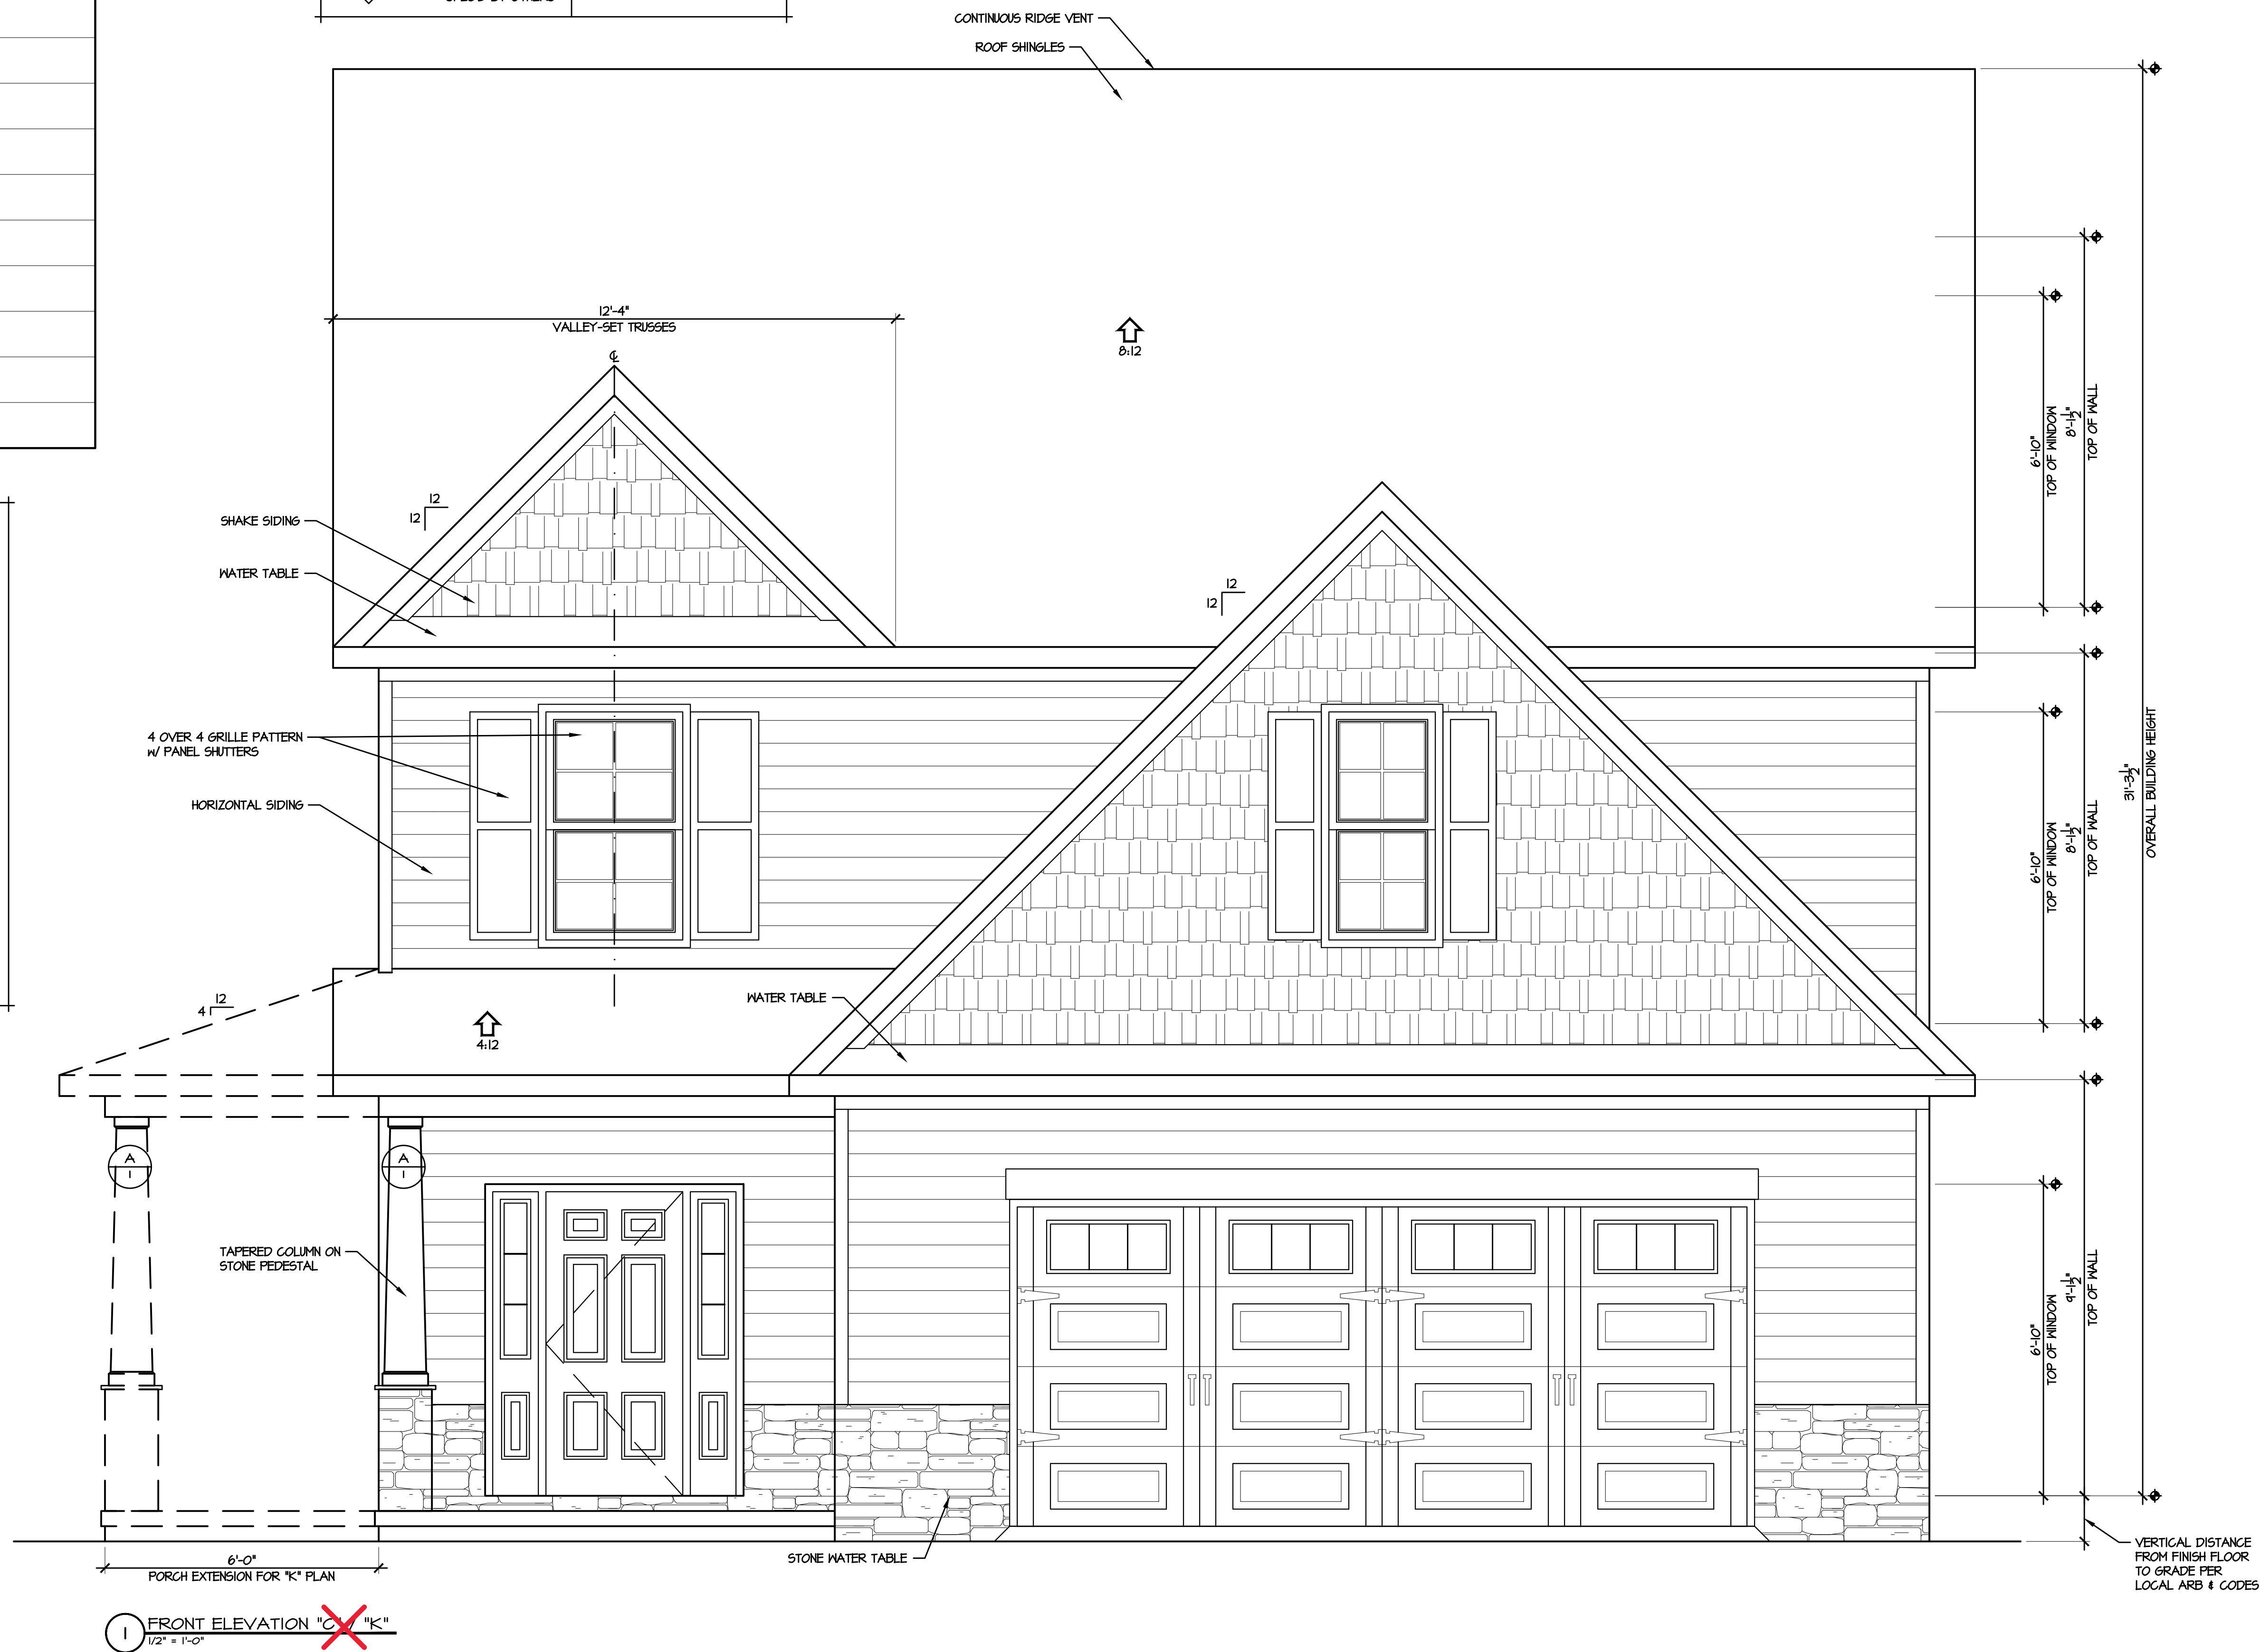 CONTINUOUS RIDGE VENT
ROOF SHINGLES
12'-4"
VALLEY-SET TRUSSES
℄
8:12
12
12
SHAKE SIDING
WATER TABLE
12
12
4 OVER 4 GRILLE PATTERN
W/ PANEL SHUTTERS
HORIZONTAL SIDING
12
4
4:12
WATER TABLE
A
1
A
1
TAPERED COLUMN ON
STONE PEDESTAL
STONE WATER TABLE
6'-0"
PORCH EXTENSION FOR "K" PLAN
6'-10"
TOP OF WINDOW
8'-1 1/2"
TOP OF WALL
6'-10"
TOP OF WINDOW
8'-1 1/2"
TOP OF WALL
31'-3 1/2"
OVERALL BUILDING HEIGHT
6'-10"
TOP OF WINDOW
9'-1 1/2"
TOP OF WALL
VERTICAL DISTANCE
FROM FINISH FLOOR
TO GRADE PER
LOCAL ARB & CODES
1
FRONT ELEVATION "C" / "K"
1/2" = 1'-0"